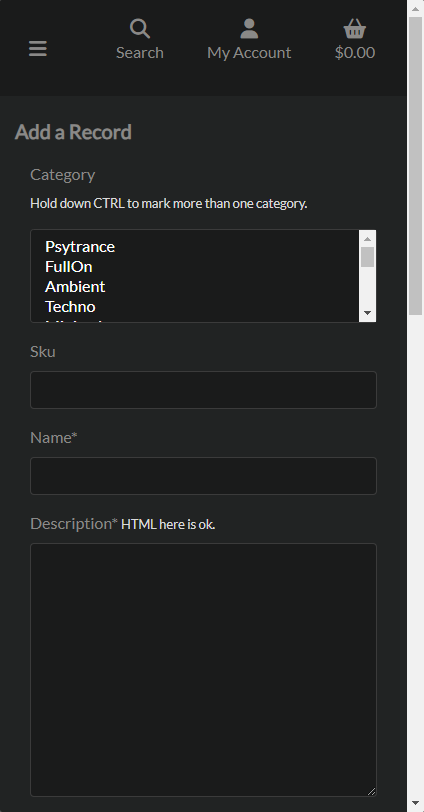 Search
My Account
$0.00
Add a Record
Category
Hold down CTRL to mark more than one category.
Psytrance
FullOn
Ambient
Techno
Sku
Name*
Description* HTML here is ok.